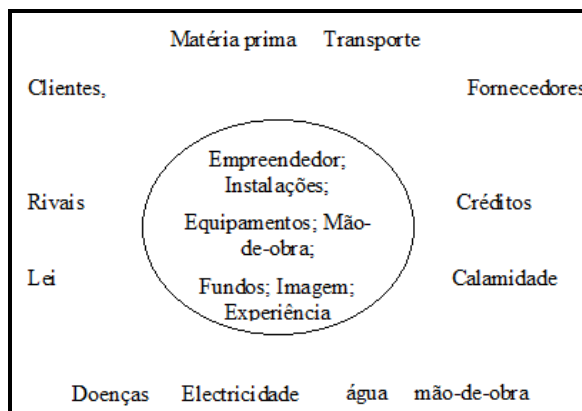 Matéria prima Transporte
Clientes, Fornecedores
Empreendedor;
Instalações;
Rivais Créditos
Equipamentos; Mão-
de-obra;
Lei Calamidade
Fundos; Imagem;
Experiência
Doenças Electricidade água mão-de-obra